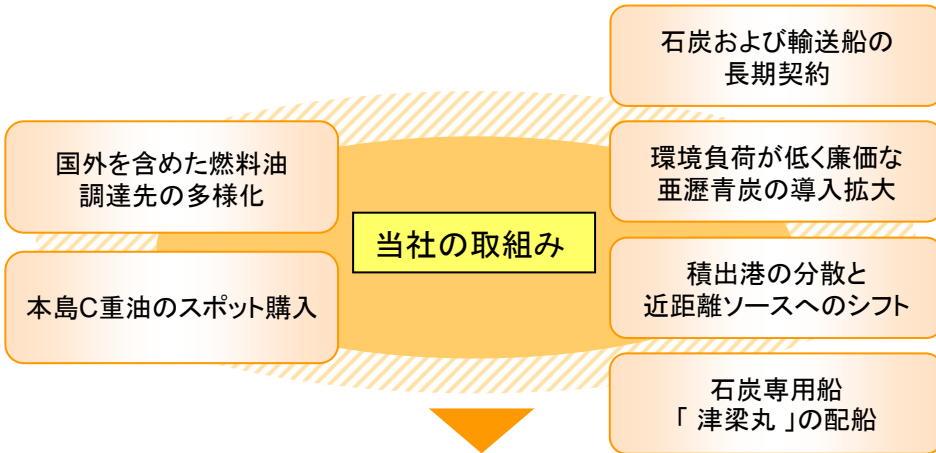 石炭および輸送船の
長期契約
国外を含めた燃料油
調達先の多様化
環境負荷が低く廉価な
亜瀝青炭の導入拡大
当社の取組み
本島C重油のスポット購入
積出港の分散と
近距離ソースへのシフト
石炭専用船
「 津梁丸 」の配船